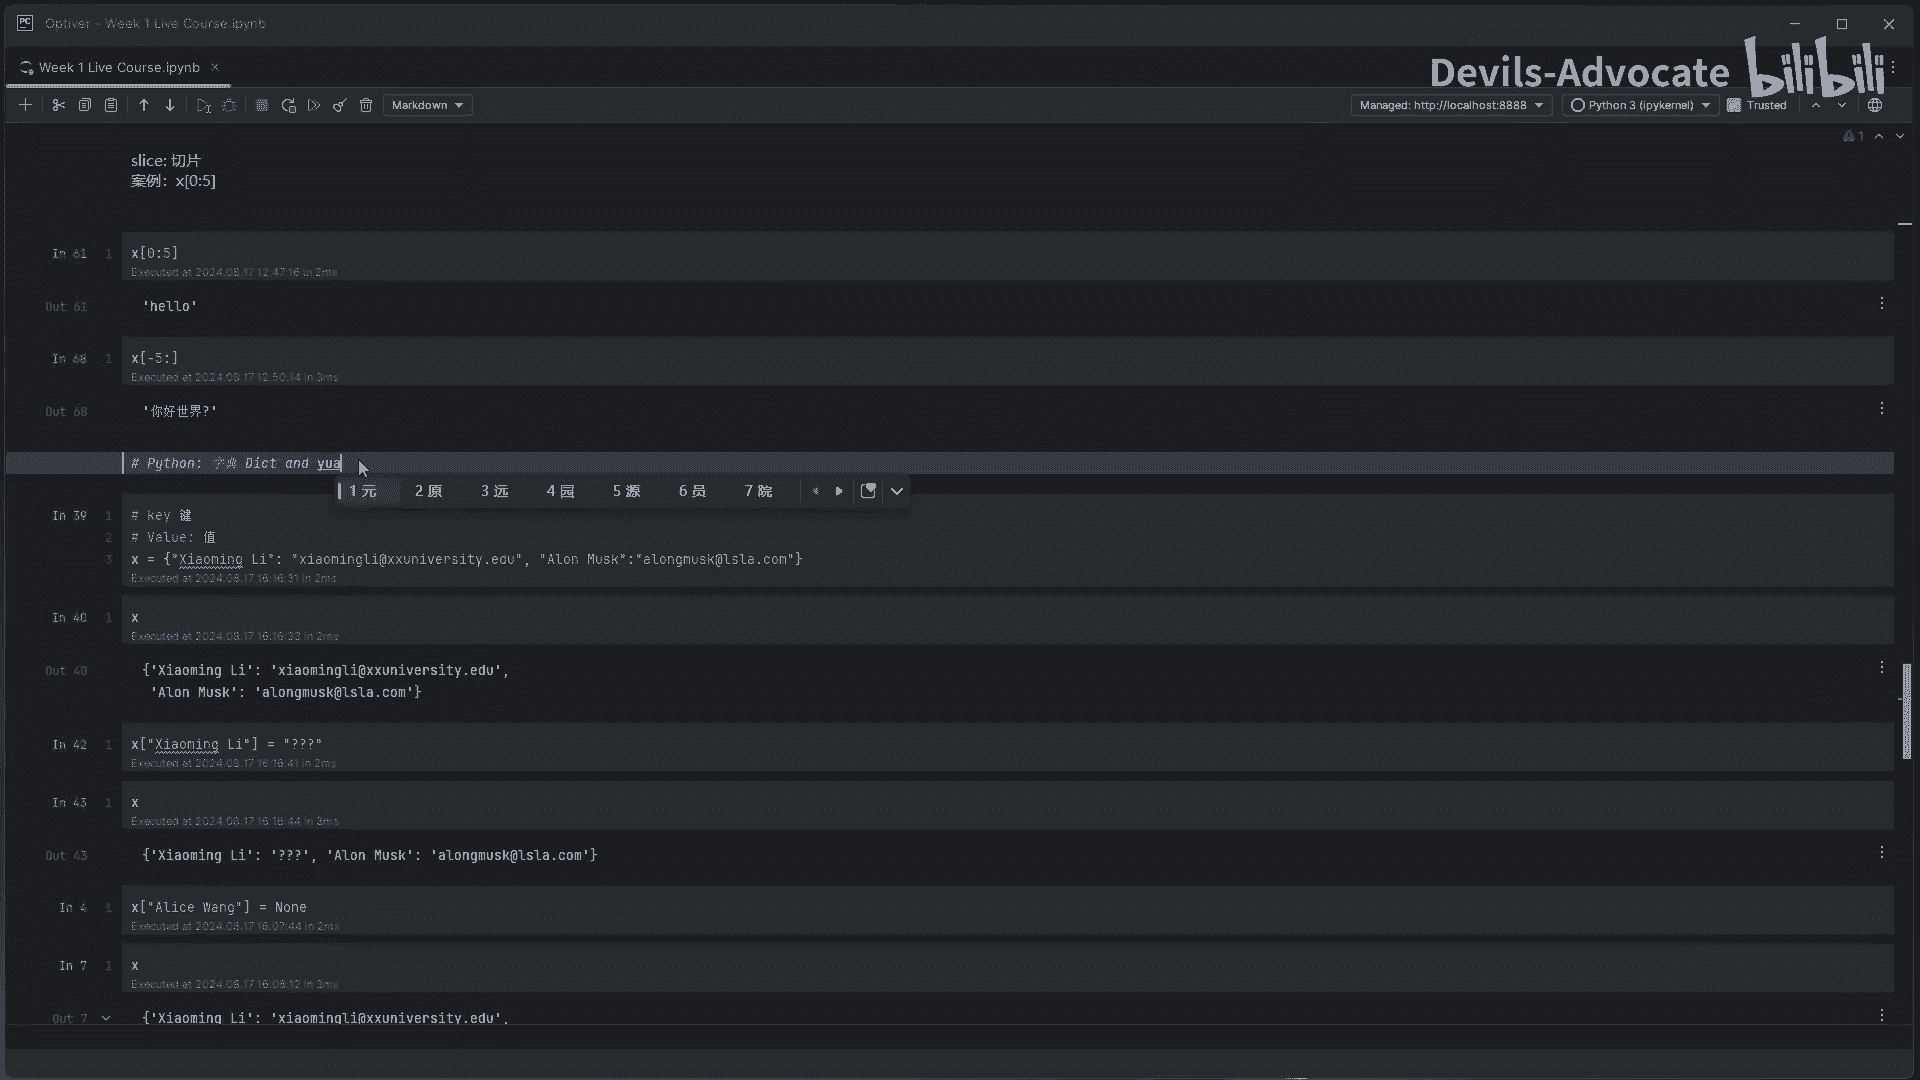 PC Optiver – Week 1 Live Course.ipynb
Week 1 Live Course.ipynb
Devils-Advocate bilibili
Markdown
Managed: http://localhost:8888
Python 3 (ipykernel)
Trusted
1
slice: 切片
案例：x[0:5]
In 61 1 x[0:5]
Executed at 2024.08.17 12:47:16 in 2ms
Out 61 'hello'
In 68 1 x[-5:]
Executed at 2024.08.17 12:50:14 in 3ms
Out 68 '你好世界?'
# Python: 字典 Dict and yua
1 元 2 原 3 远 4 园 5 源 6 员 7 院
In 39 1 # key 键
2 # Value: 值
3 x = {"Xiaoming Li": "xiaomingli@xxuniversity.edu", "Alon Musk":"alongmusk@lsla.com"}
Executed at 2024.08.17 16:16:31 in 2ms
In 40 1 x
Executed at 2024.08.17 16:16:33 in 2ms
Out 40 {'Xiaoming Li': 'xiaomingli@xxuniversity.edu',
'Alon Musk': 'alongmusk@lsla.com'}
In 42 1 x["Xiaoming Li"] = "???"
Executed at 2024.08.17 16:16:41 in 2ms
In 43 1 x
Executed at 2024.08.17 16:16:44 in 3ms
Out 43 {'Xiaoming Li': '???', 'Alon Musk': 'alongmusk@lsla.com'}
In 4 1 x["Alice Wang"] = None
Executed at 2024.08.17 16:07:44 in 2ms
In 7 1 x
Executed at 2024.08.17 16:08:12 in 3ms
Out 7 {'Xiaoming Li': 'xiaomingli@xxuniversity.edu',